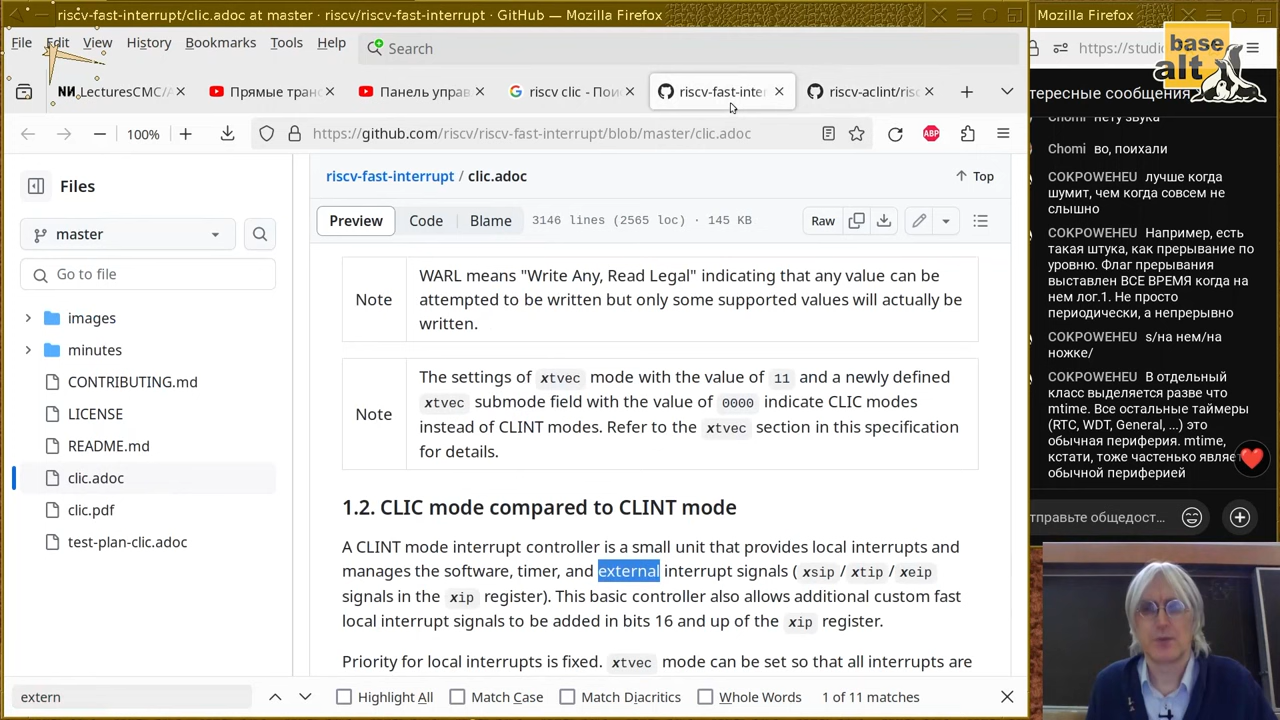 riscv-fast-interrupt/clic.adoc at master · riscv/riscv-fast-interrupt · GitHub — Mozilla Firefox
File Edit View History Bookmarks Tools Help
Search
LecturesCMC/A
Прямые тран
Панель управ
riscv clic - Пои
riscv-fast-inte
riscv-aclint/ris
100%
https://github.com/riscv/riscv-fast-interrupt/blob/master/clic.adoc
ABP
Files
master
Go to file
images
minutes
CONTRIBUTING.md
LICENSE
README.md
clic.adoc
clic.pdf
test-plan-clic.adoc
riscv-fast-interrupt / clic.adoc
Top
Preview Code Blame 3146 lines (2565 loc) · 145 KB
Raw
Note
WARL means "Write Any, Read Legal" indicating that any value can be
attempted to be written but only some supported values will actually be
written.
Note
The settings of xtvec mode with the value of 11 and a newly defined
xtvec submode field with the value of 0000 indicate CLIC modes
instead of CLINT modes. Refer to the xtvec section in this specification
for details.
1.2. CLIC mode compared to CLINT mode
A CLINT mode interrupt controller is a small unit that provides local interrupts and
manages the software, timer, and external interrupt signals ( xsip / xtip / xeip
signals in the xip register). This basic controller also allows additional custom fast
local interrupt signals to be added in bits 16 and up of the xip register.
Priority for local interrupts is fixed. xtvec mode can be set so that all interrupts are
extern
Highlight All Match Case Match Diacritics Whole Words 1 of 11 matches
Mozilla Firefox
https://studi
base
alt
тересные сообщения
Chomi нету звука
Chomi во, поихали
COKPOWEHEU лучше когда
шумит, чем когда совсем не
слышно
COKPOWEHEU Например, есть
такая штука, как прерывание по
уровню. Флаг прерывания
выставлен ВСЕ ВРЕМЯ когда на
нем лог.1. Не просто
периодически, а непрерывно
COKPOWEHEU s/на нем/на
ножке/
COKPOWEHEU В отдельный
класс выделяется разве что
mtime. Все остальные таймеры
(RTC, WDT, General, ...) это
обычная периферия. mtime,
кстати, тоже частенько являе
обычной периферией
тправьте общедост...